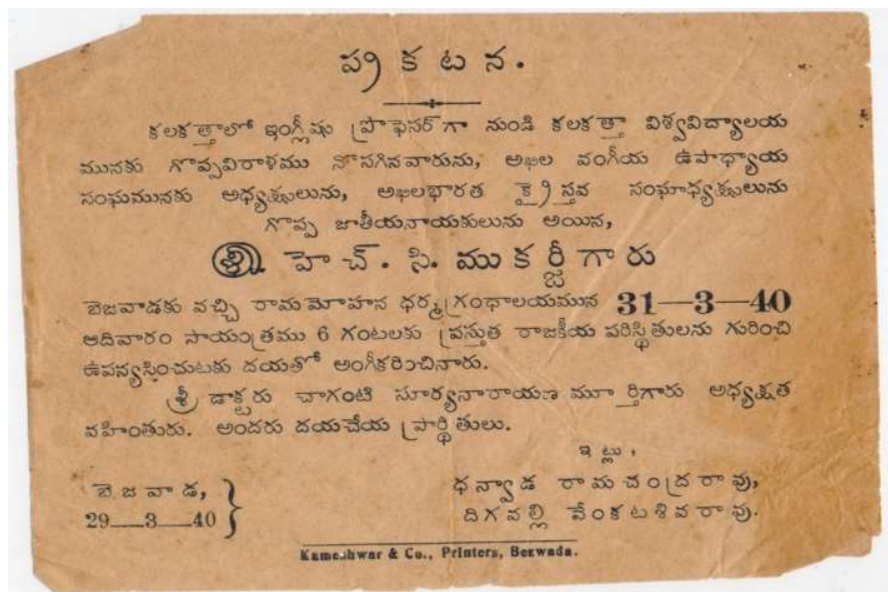 ప్రకటన.
కలకత్తాలో ఇంగ్లీషు ప్రొఫెసర్‌గా నుండి కలకత్తా విశ్వవిద్యాలయ
మునకు గొప్పవిరాళము నొసగినవారును, అఖిల వంగీయ ఉపాధ్యాయ
సంఘమునకు అధ్యక్షులును, అఖిలభారత క్రైస్తవ సంఘాధ్యక్షులును
గొప్ప జాతీయనాయకులును అయిన,
శ్రీ హెచ్. సి. ముకర్జీగారు
బెజవాడకు వచ్చి రామమోహన ధర్మగ్రంథాలయమున 31—3—40
ఆదివారం సాయంత్రము 6 గంటలకు ప్రస్తుత రాజకీయ పరిస్థితులను గురించి
ఉపన్యసించుటకు దయతో అంగీకరించినారు.
శ్రీ డాక్టరు చాగంటి సూర్యనారాయణ మూర్తిగారు అధ్యక్షత
వహింతురు. అందరు దయచేయ ప్రార్థితులు.
ఇట్లు,
బెజవాడ,
29—3—40
ధన్వాడ రామచంద్రరావు,
దిగవల్లి వేంకటశివరావు.
Kameshwar & Co., Printers, Bezwada.